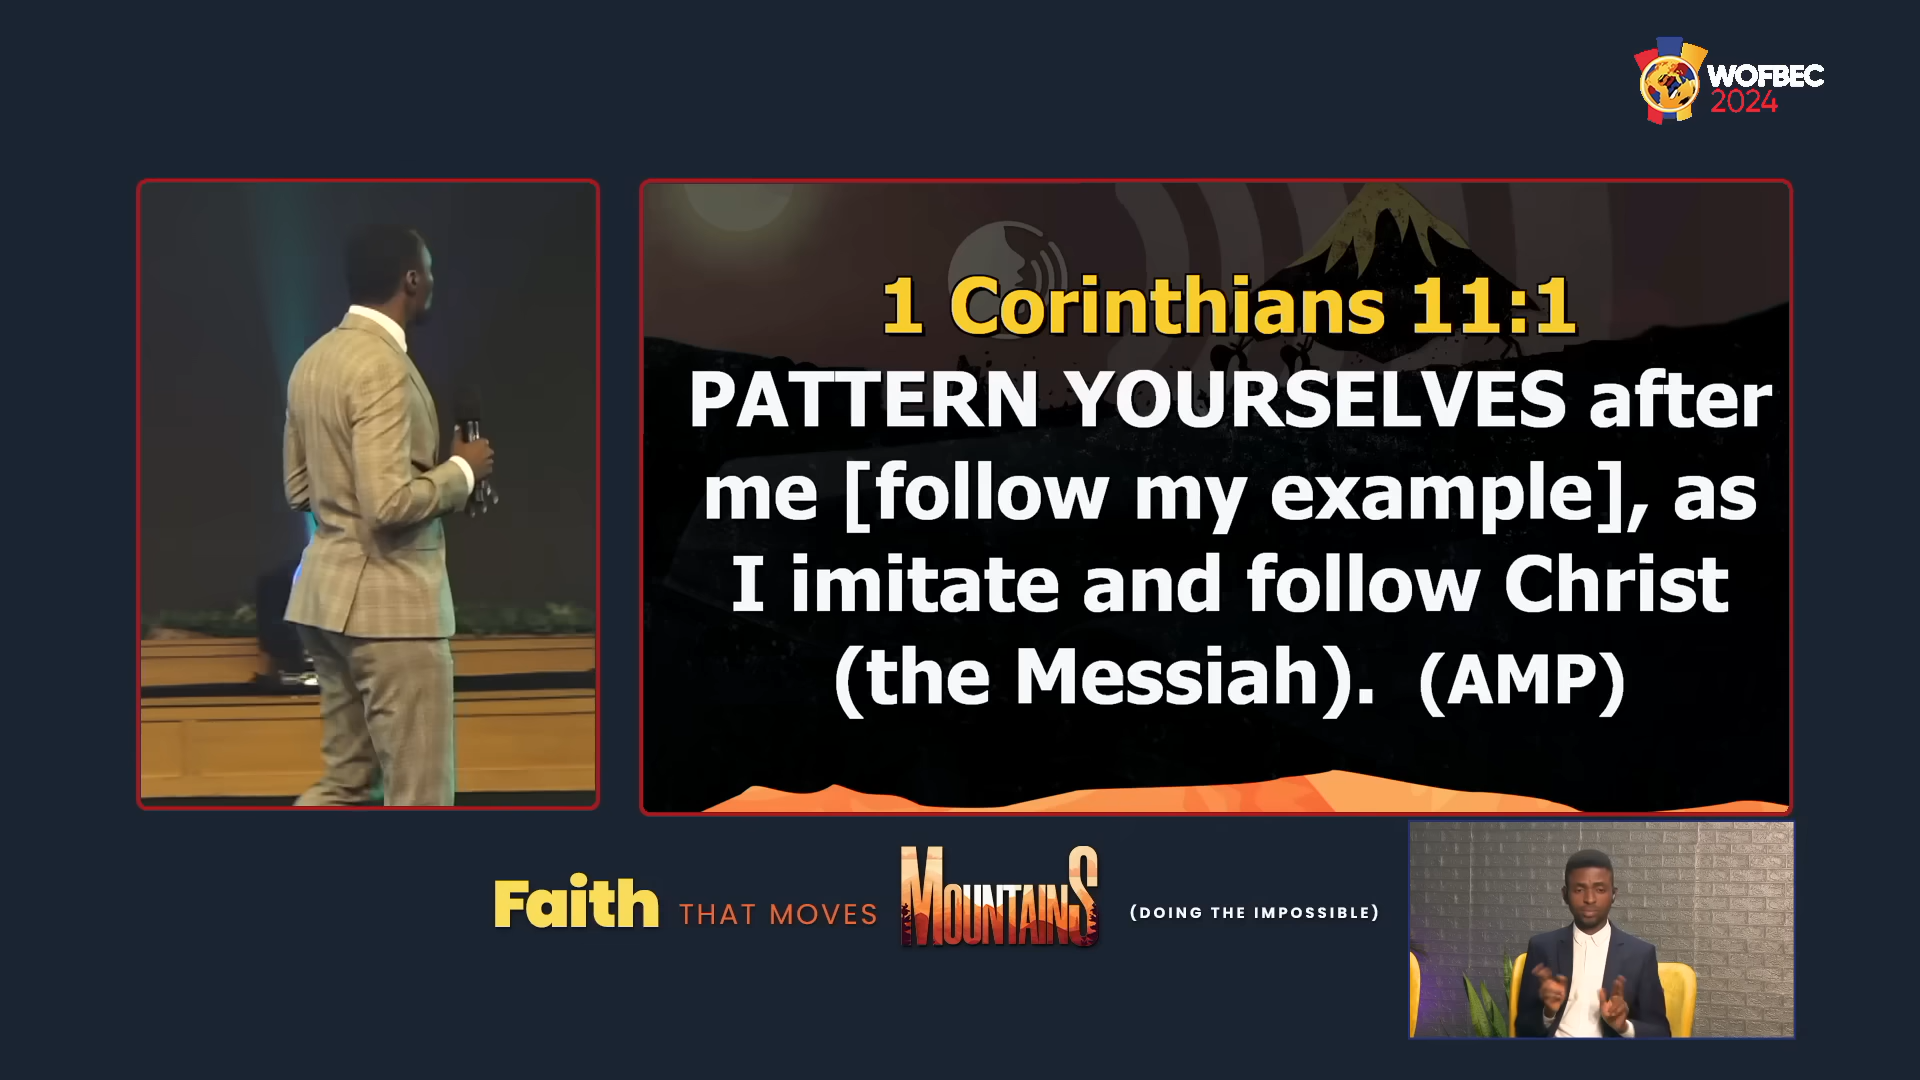 WOFBEC
2024
1 Corinthians 11:1
PATTERN YOURSELVES after
me [follow my example], as
I imitate and follow Christ
(the Messiah).  (AMP)
Faith THAT MOVES MOUNTAINS (DOING THE IMPOSSIBLE)